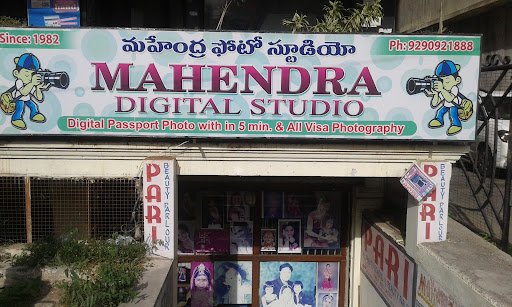 Since: 1982
Ph: 9290921888
మహేంద్ర ఫోటో స్టూడియో
MAHENDRA
DIGITAL STUDIO
Digital Passport Photo with in 5 min. & All Visa Photography
PARI
BEAUTY PARLOUR
PARI
BEAUTY PARLOUR
PARI